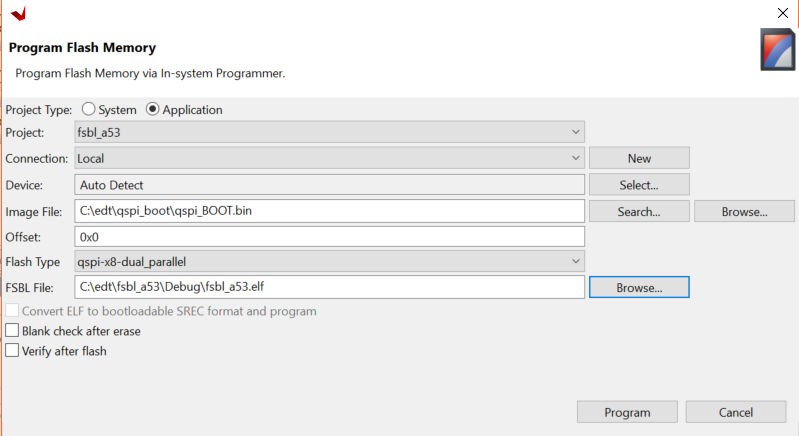 Program Flash Memory
Program Flash Memory via In-system Programmer.
Project Type: System Application
Project: fsbl_a53
Connection: Local New
Device: Auto Detect Select...
Image File: C:\edt\qspi_boot\qspi_BOOT.bin Search... Browse...
Offset: 0x0
Flash Type qspi-x8-dual_parallel
FSBL File: C:\edt\fsbl_a53\Debug\fsbl_a53.elf Browse...
Convert ELF to bootloadable SREC format and program
Blank check after erase
Verify after flash
Program Cancel